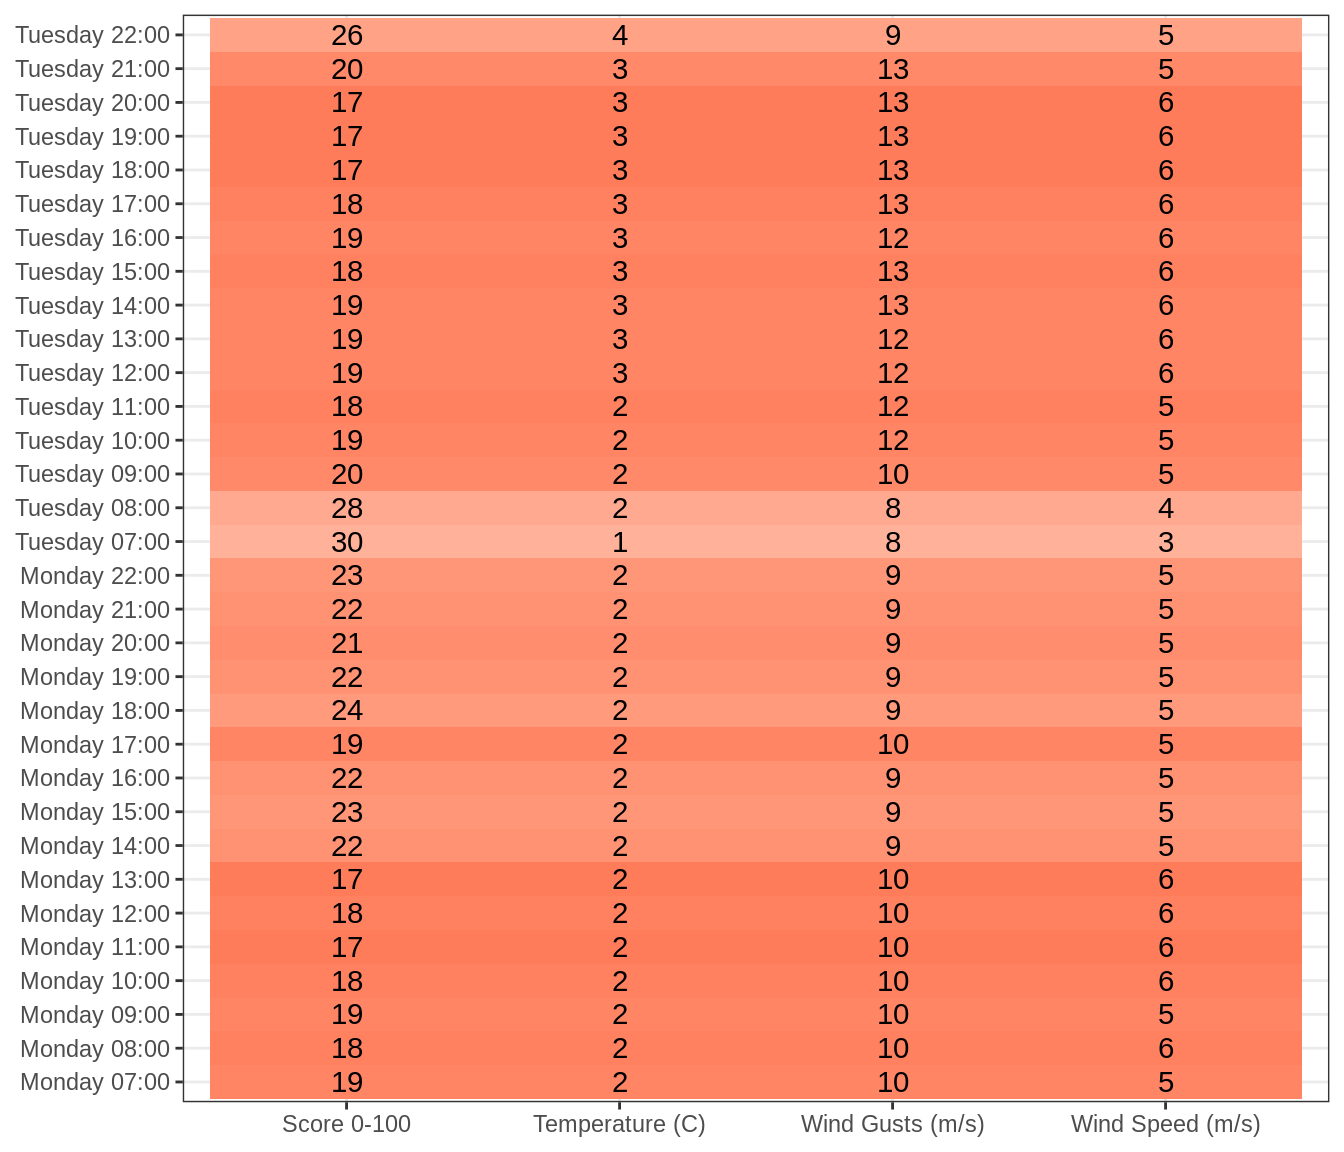 Tuesday 22:00 26 4 9 5
Tuesday 21:00 20 3 13 5
Tuesday 20:00 17 3 13 6
Tuesday 19:00 17 3 13 6
Tuesday 18:00 17 3 13 6
Tuesday 17:00 18 3 13 6
Tuesday 16:00 19 3 12 6
Tuesday 15:00 18 3 13 6
Tuesday 14:00 19 3 13 6
Tuesday 13:00 19 3 12 6
Tuesday 12:00 19 3 12 6
Tuesday 11:00 18 2 12 5
Tuesday 10:00 19 2 12 5
Tuesday 09:00 20 2 10 5
Tuesday 08:00 28 2 8 4
Tuesday 07:00 30 1 8 3
Monday 22:00 23 2 9 5
Monday 21:00 22 2 9 5
Monday 20:00 21 2 9 5
Monday 19:00 22 2 9 5
Monday 18:00 24 2 9 5
Monday 17:00 19 2 10 5
Monday 16:00 22 2 9 5
Monday 15:00 23 2 9 5
Monday 14:00 22 2 9 5
Monday 13:00 17 2 10 6
Monday 12:00 18 2 10 6
Monday 11:00 17 2 10 6
Monday 10:00 18 2 10 6
Monday 09:00 19 2 10 5
Monday 08:00 18 2 10 6
Monday 07:00 19 2 10 5
Score 0-100 Temperature (C) Wind Gusts (m/s) Wind Speed (m/s)